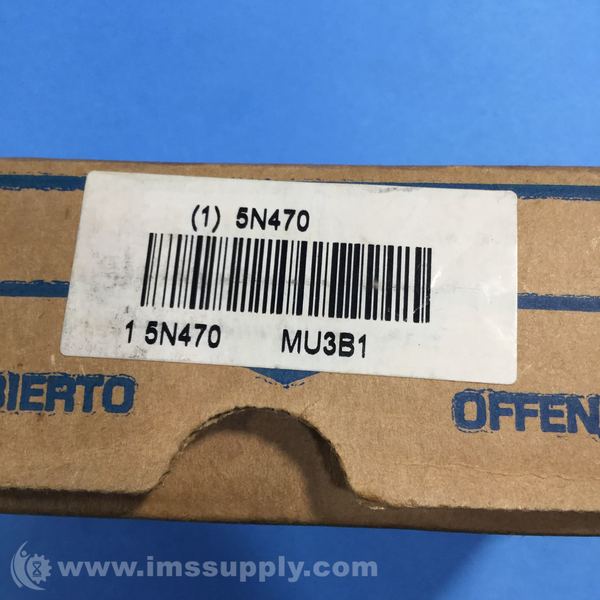 (1) 5N470
1 5N470 MU3B1
BIERTO OFFEN
www.imssupply.com